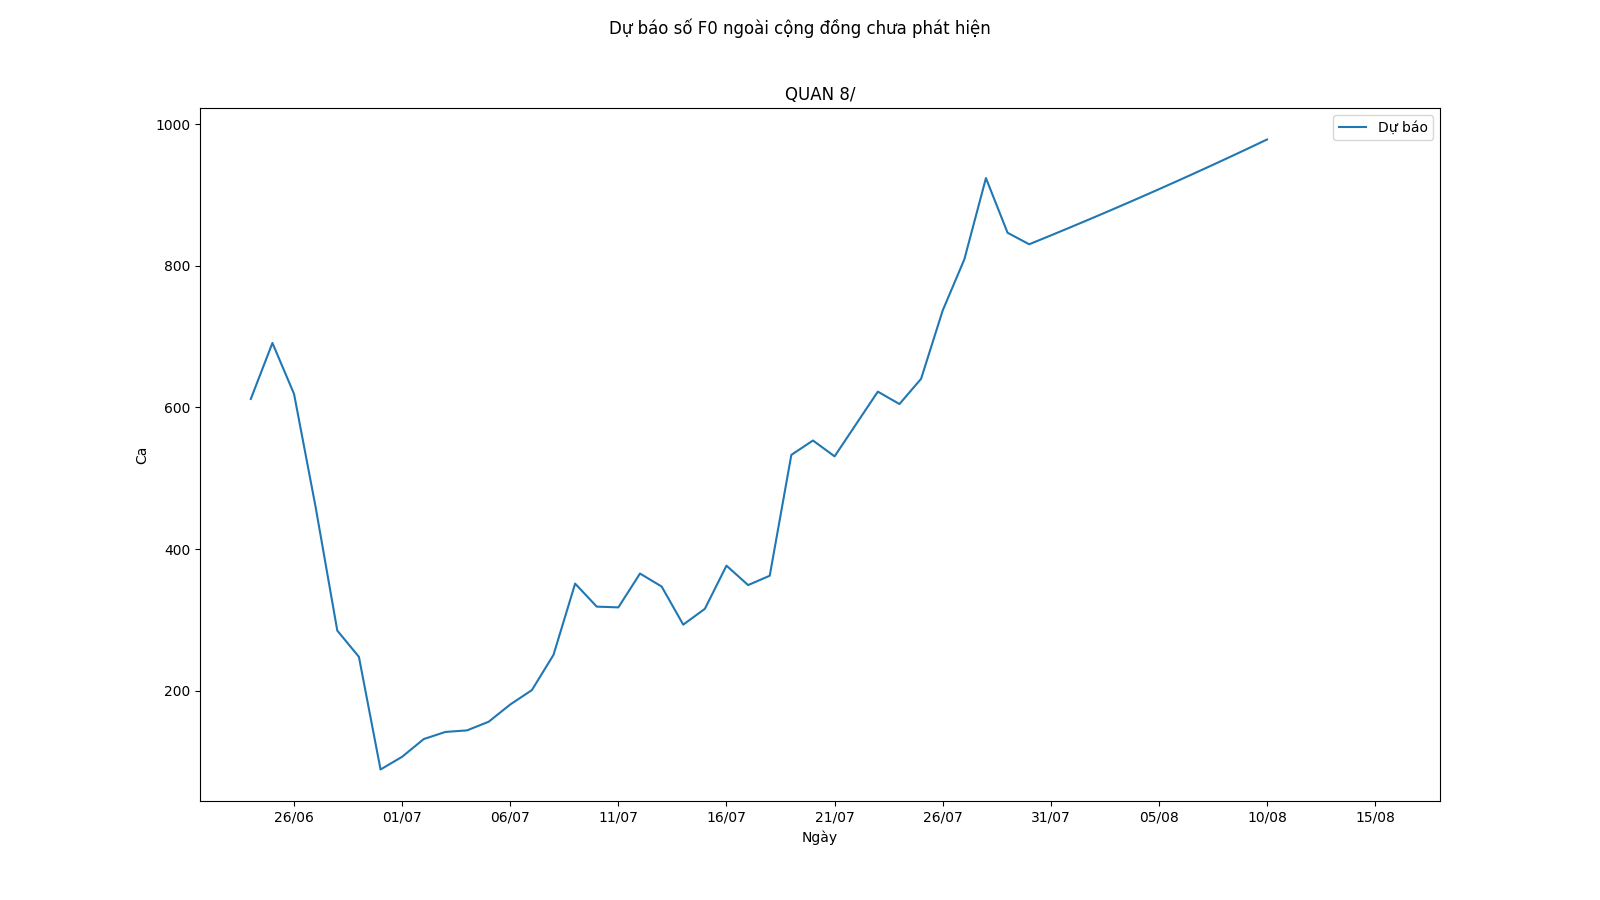 Dự báo số F0 ngoài cộng đồng chưa phát hiện
QUAN 8/
Dự báo
1000
800
600
400
200
Ca
26/06 01/07 06/07 11/07 16/07 21/07 26/07 31/07 05/08 10/08 15/08
Ngày